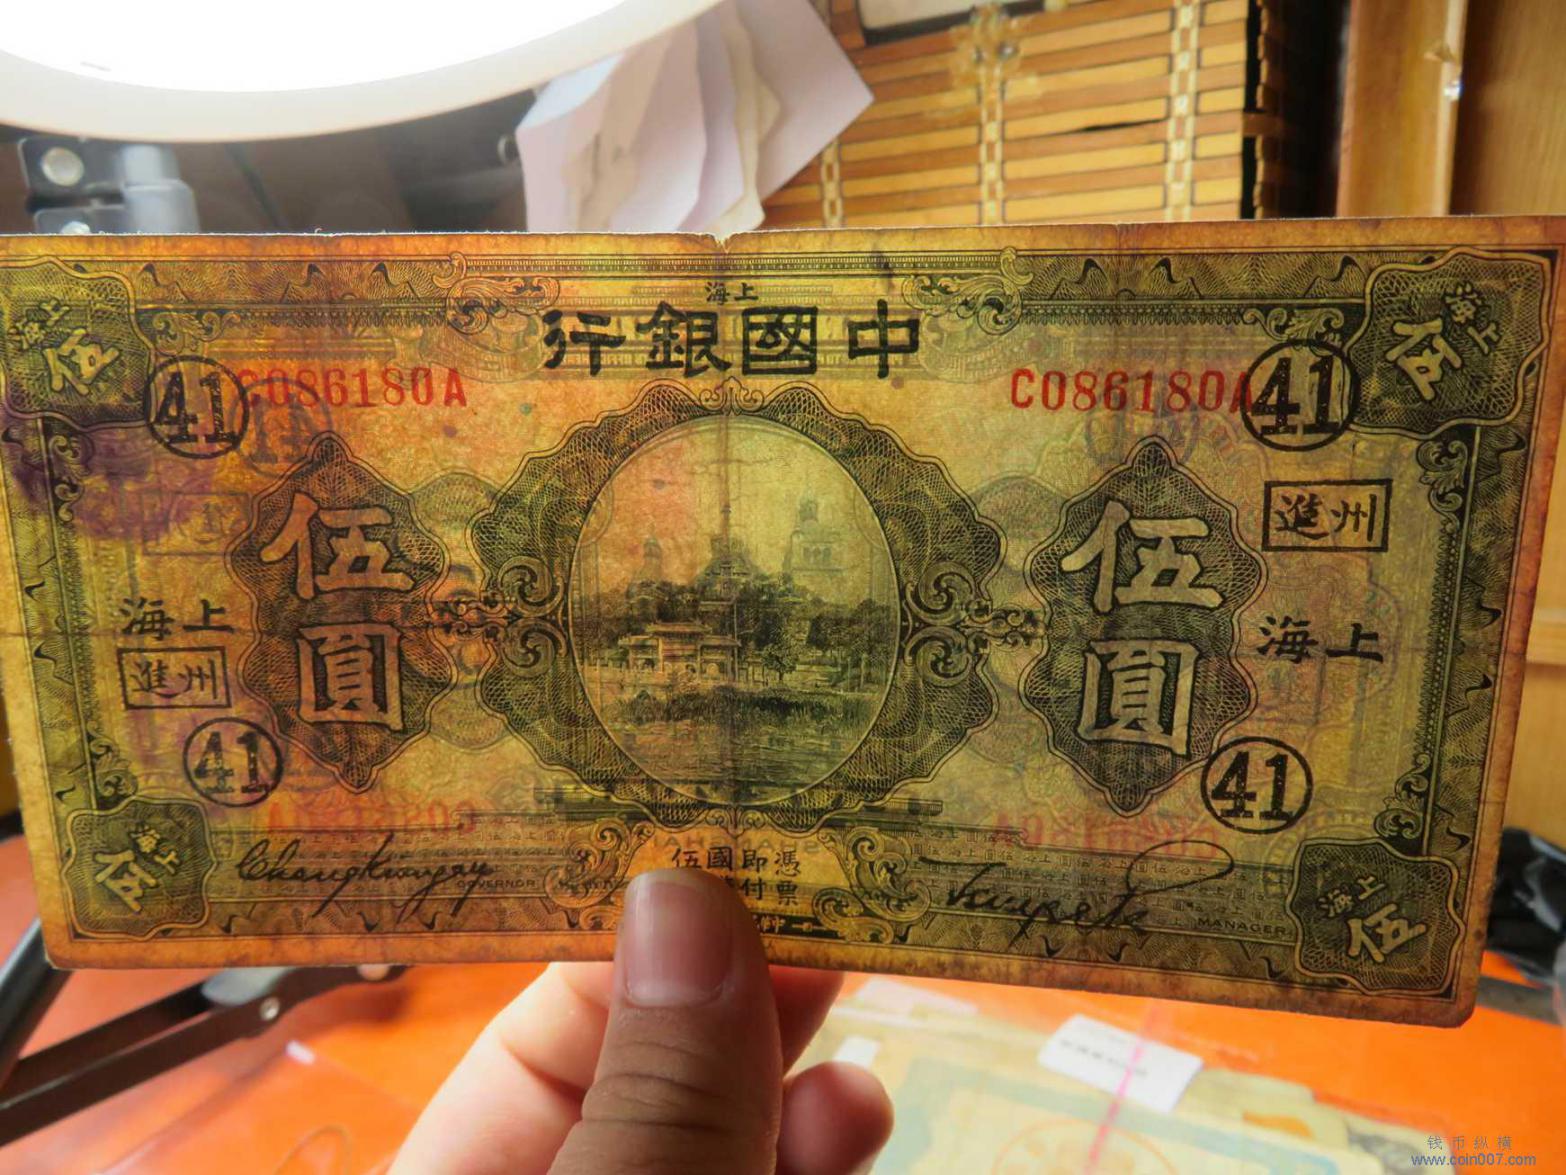 上海
中國銀行
伍 上海
伍 上海
41
C086180A
C086180A
41
伍圓
伍圓
進州
上海
上海
進州
41
41
憑票即付國
伍
GOVERNOR
MANAGER
上海 伍
上海 伍
钱币纵横
www.coin007.com